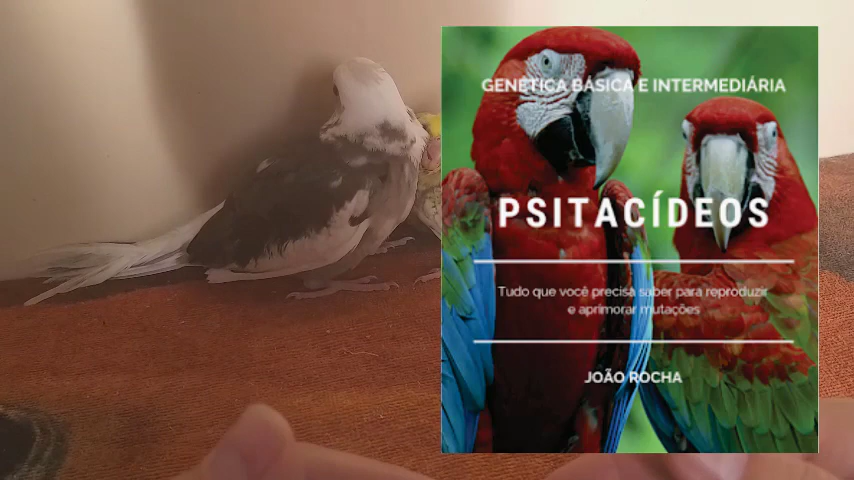 GENÉTICA BÁSICA E INTERMEDIÁRIA
PSITACÍDEOS
Tudo que você precisa saber para reproduzir
e aprimorar mutações
JOÃO ROCHA